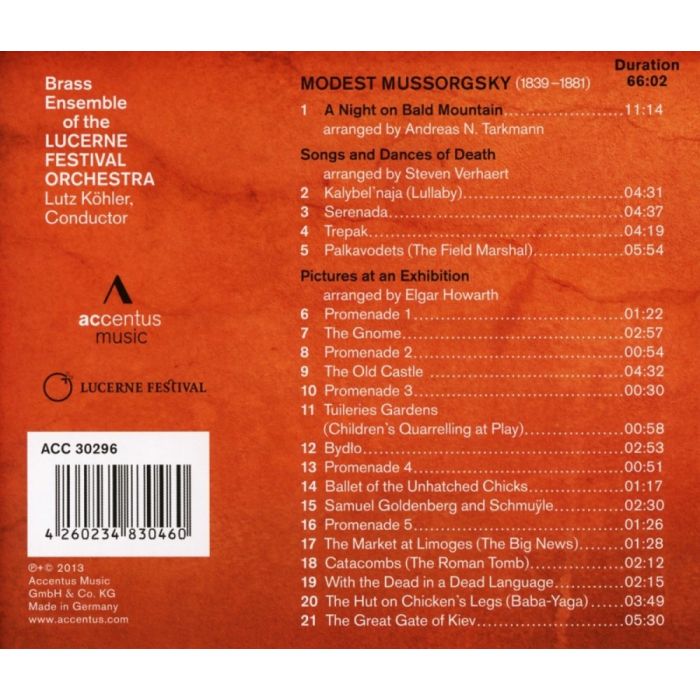 Brass
Ensemble
of the
LUCERNE
FESTIVAL
ORCHESTRA
Lutz Köhler,
Conductor
accentus
music
LUCERNE FESTIVAL
ACC 30296
4 260234 830460
℗+© 2013
Accentus Music
GmbH & Co. KG
Made in Germany
www.accentus.com
Duration
66:02
MODEST MUSSORGSKY (1839–1881)
1 A Night on Bald Mountain 11:14
arranged by Andreas N. Tarkmann
Songs and Dances of Death
arranged by Steven Verhaert
2 Kalybel'naja (Lullaby) 04:31
3 Serenada 04:37
4 Trepak 04:19
5 Palkavodets (The Field Marshal) 05:54
Pictures at an Exhibition
arranged by Elgar Howarth
6 Promenade 1 01:22
7 The Gnome 02:57
8 Promenade 2 00:54
9 The Old Castle 04:32
10 Promenade 3 00:30
11 Tuileries Gardens
(Children's Quarrelling at Play) 00:58
12 Bydło 02:53
13 Promenade 4 00:51
14 Ballet of the Unhatched Chicks 01:17
15 Samuel Goldenberg and Schmuÿle 02:30
16 Promenade 5 01:26
17 The Market at Limoges (The Big News) 01:28
18 Catacombs (The Roman Tomb) 02:12
19 With the Dead in a Dead Language 02:15
20 The Hut on Chicken's Legs (Baba-Yaga) 03:49
21 The Great Gate of Kiev 05:30